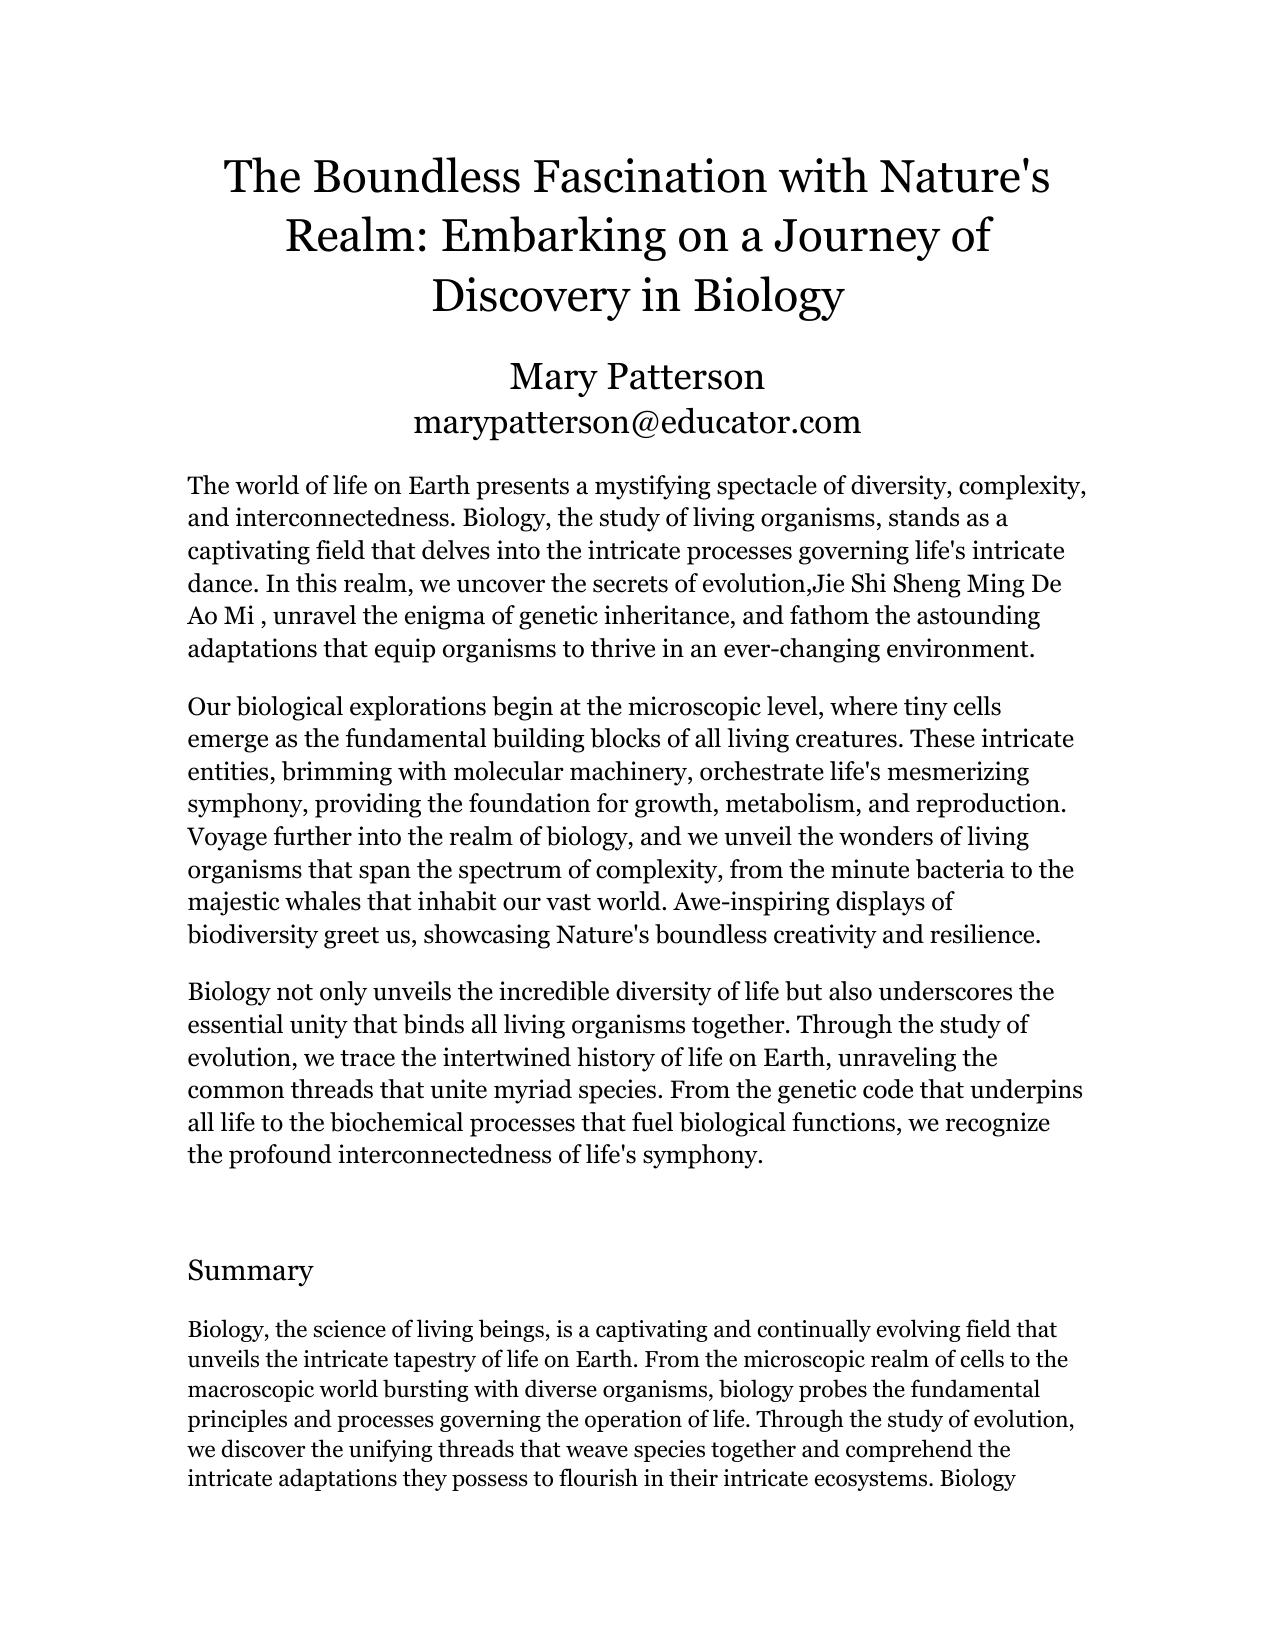 The Boundless Fascination with Nature's
Realm: Embarking on a Journey of
Discovery in Biology
Mary Patterson
marypatterson@educator.com
The world of life on Earth presents a mystifying spectacle of diversity, complexity,
and interconnectedness. Biology, the study of living organisms, stands as a
captivating field that delves into the intricate processes governing life's intricate
dance. In this realm, we uncover the secrets of evolution,Jie Shi Sheng Ming De
Ao Mi , unravel the enigma of genetic inheritance, and fathom the astounding
adaptations that equip organisms to thrive in an ever-changing environment.
Our biological explorations begin at the microscopic level, where tiny cells
emerge as the fundamental building blocks of all living creatures. These intricate
entities, brimming with molecular machinery, orchestrate life's mesmerizing
symphony, providing the foundation for growth, metabolism, and reproduction.
Voyage further into the realm of biology, and we unveil the wonders of living
organisms that span the spectrum of complexity, from the minute bacteria to the
majestic whales that inhabit our vast world. Awe-inspiring displays of
biodiversity greet us, showcasing Nature's boundless creativity and resilience.
Biology not only unveils the incredible diversity of life but also underscores the
essential unity that binds all living organisms together. Through the study of
evolution, we trace the intertwined history of life on Earth, unraveling the
common threads that unite myriad species. From the genetic code that underpins
all life to the biochemical processes that fuel biological functions, we recognize
the profound interconnectedness of life's symphony.
Summary
Biology, the science of living beings, is a captivating and continually evolving field that
unveils the intricate tapestry of life on Earth. From the microscopic realm of cells to the
macroscopic world bursting with diverse organisms, biology probes the fundamental
principles and processes governing the operation of life. Through the study of evolution,
we discover the unifying threads that weave species together and comprehend the
intricate adaptations they possess to flourish in their intricate ecosystems. Biology